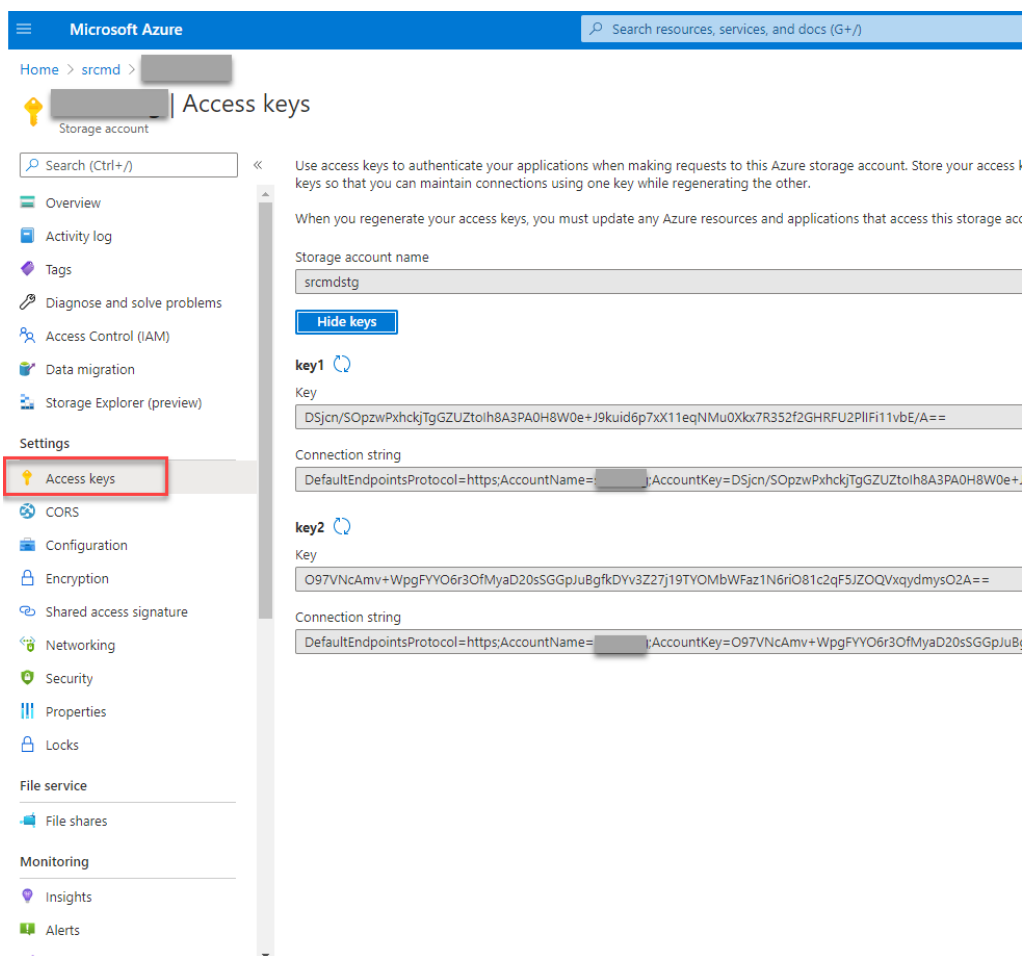 Microsoft Azure
Search resources, services, and docs (G+/)
Home > srcmd >
| Access keys
Storage account
Search (Ctrl+/)
«
Overview
Activity log
Tags
Diagnose and solve problems
Access Control (IAM)
Data migration
Storage Explorer (preview)
Settings
Access keys
CORS
Configuration
Encryption
Shared access signature
Networking
Security
Properties
Locks
File service
File shares
Monitoring
Insights
Alerts
Use access keys to authenticate your applications when making requests to this Azure storage account. Store your access
keys so that you can maintain connections using one key while regenerating the other.
When you regenerate your access keys, you must update any Azure resources and applications that access this storage
Storage account name
srcmdstg
Hide keys
key1
Key
Connection string
DefaultEndpointsProtocol=https;AccountName=
key2
Key
O97VNcAmv+WpgFYYO6r3OfMyaD20sSGGpJuBgfkDYv3Z27j19TYOMbWFaz1N6riO81c2qF5JZOQVxqydmysO2A==
Connection string
DefaultEndpointsProtocol=https;AccountName=
;AccountKey=O97VNcAmv+WpgFYYO6r3OfMyaD20sSGGpJuBg